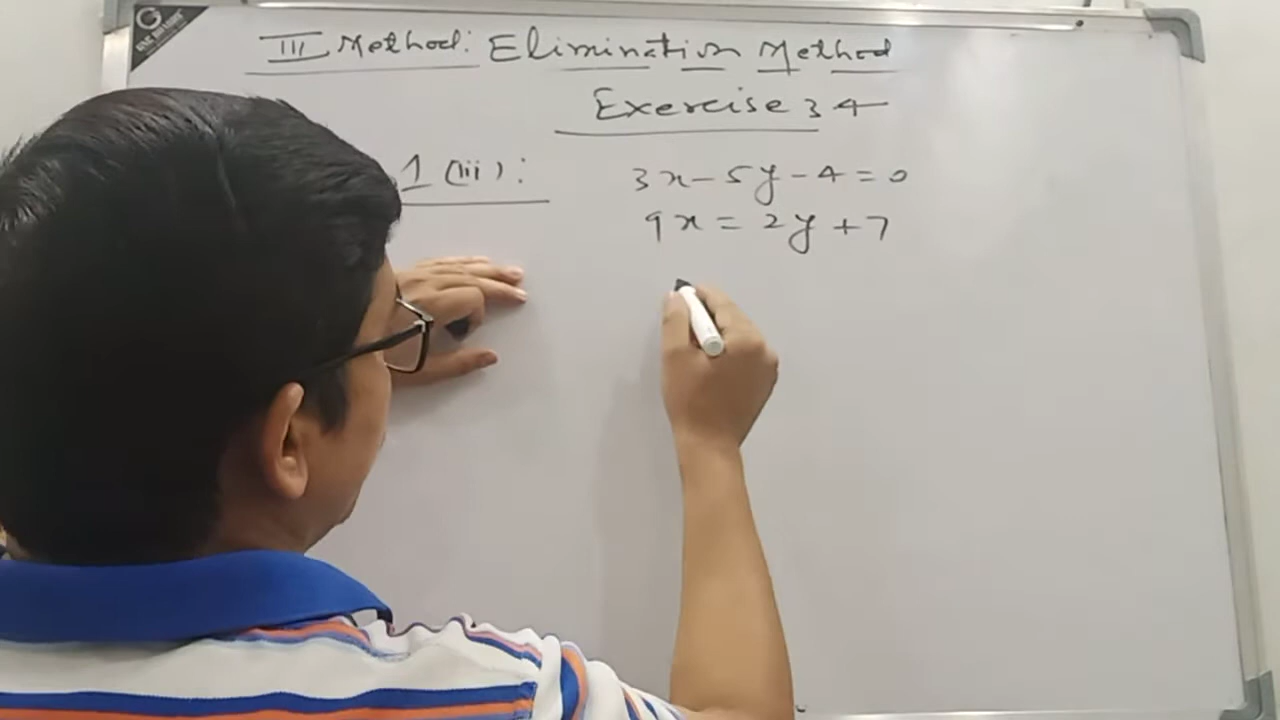 III Method: Elimination Method
Exercise 3 4
1 (iii) :
3x - 5y - 4 = 0
9x = 2y + 7